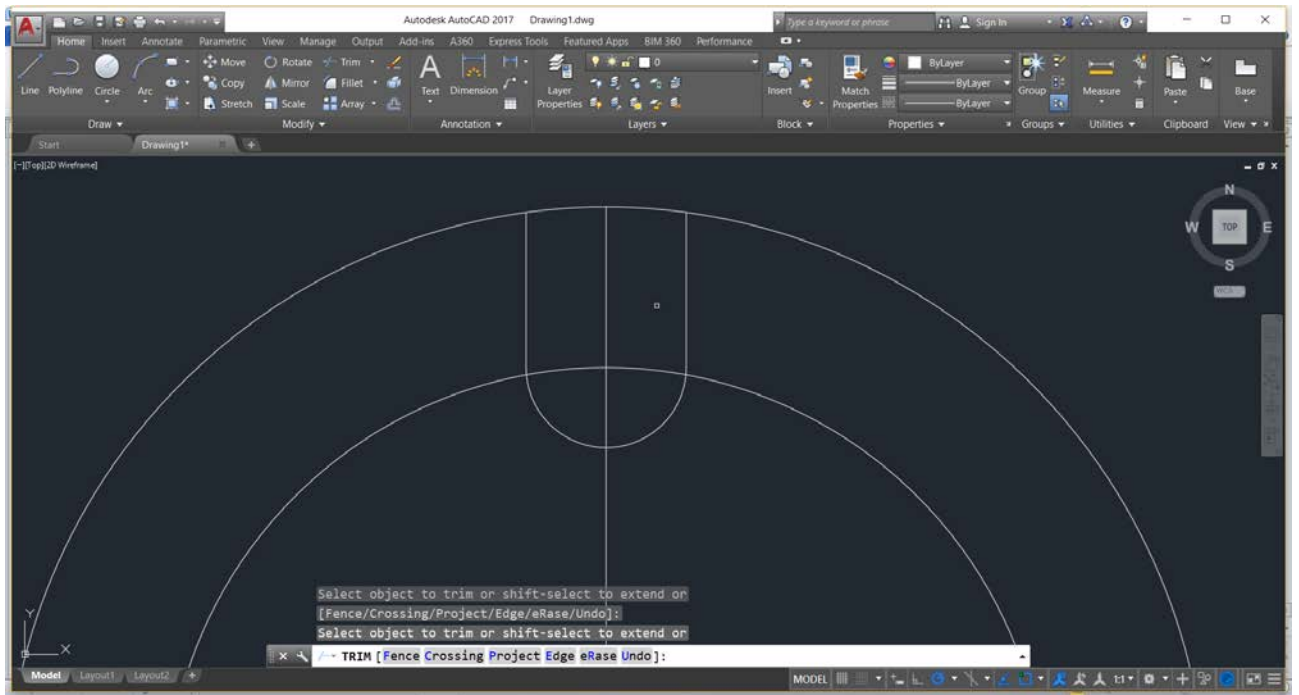 A
Autodesk AutoCAD 2017 Drawing1.dwg
Type a keyword or phrase
Sign In
Home Insert Annotate Parametric View Manage Output Add-ins A360 Express Tools Featured Apps BIM 360 Performance
Move Rotate Trim
0
ByLayer
Line Polyline Circle Arc
Copy Mirror Fillet
Text Dimension
Layer Properties
Insert
Match Properties
ByLayer
Group
Measure
Paste
Base
Stretch Scale Array
ByLayer
Draw Modify Annotation Layers Block Properties Groups Utilities Clipboard View
Start Drawing1*
[-][Top][2D Wireframe]
N
W TOP E
S
WCS
Select object to trim or shift-select to extend or
[Fence/Crossing/Project/Edge/eRase/Undo]:
Select object to trim or shift-select to extend or
Y
X
TRIM [Fence Crossing Project Edge eRase Undo]:
Model Layout1 Layout2 +
MODEL 1:1